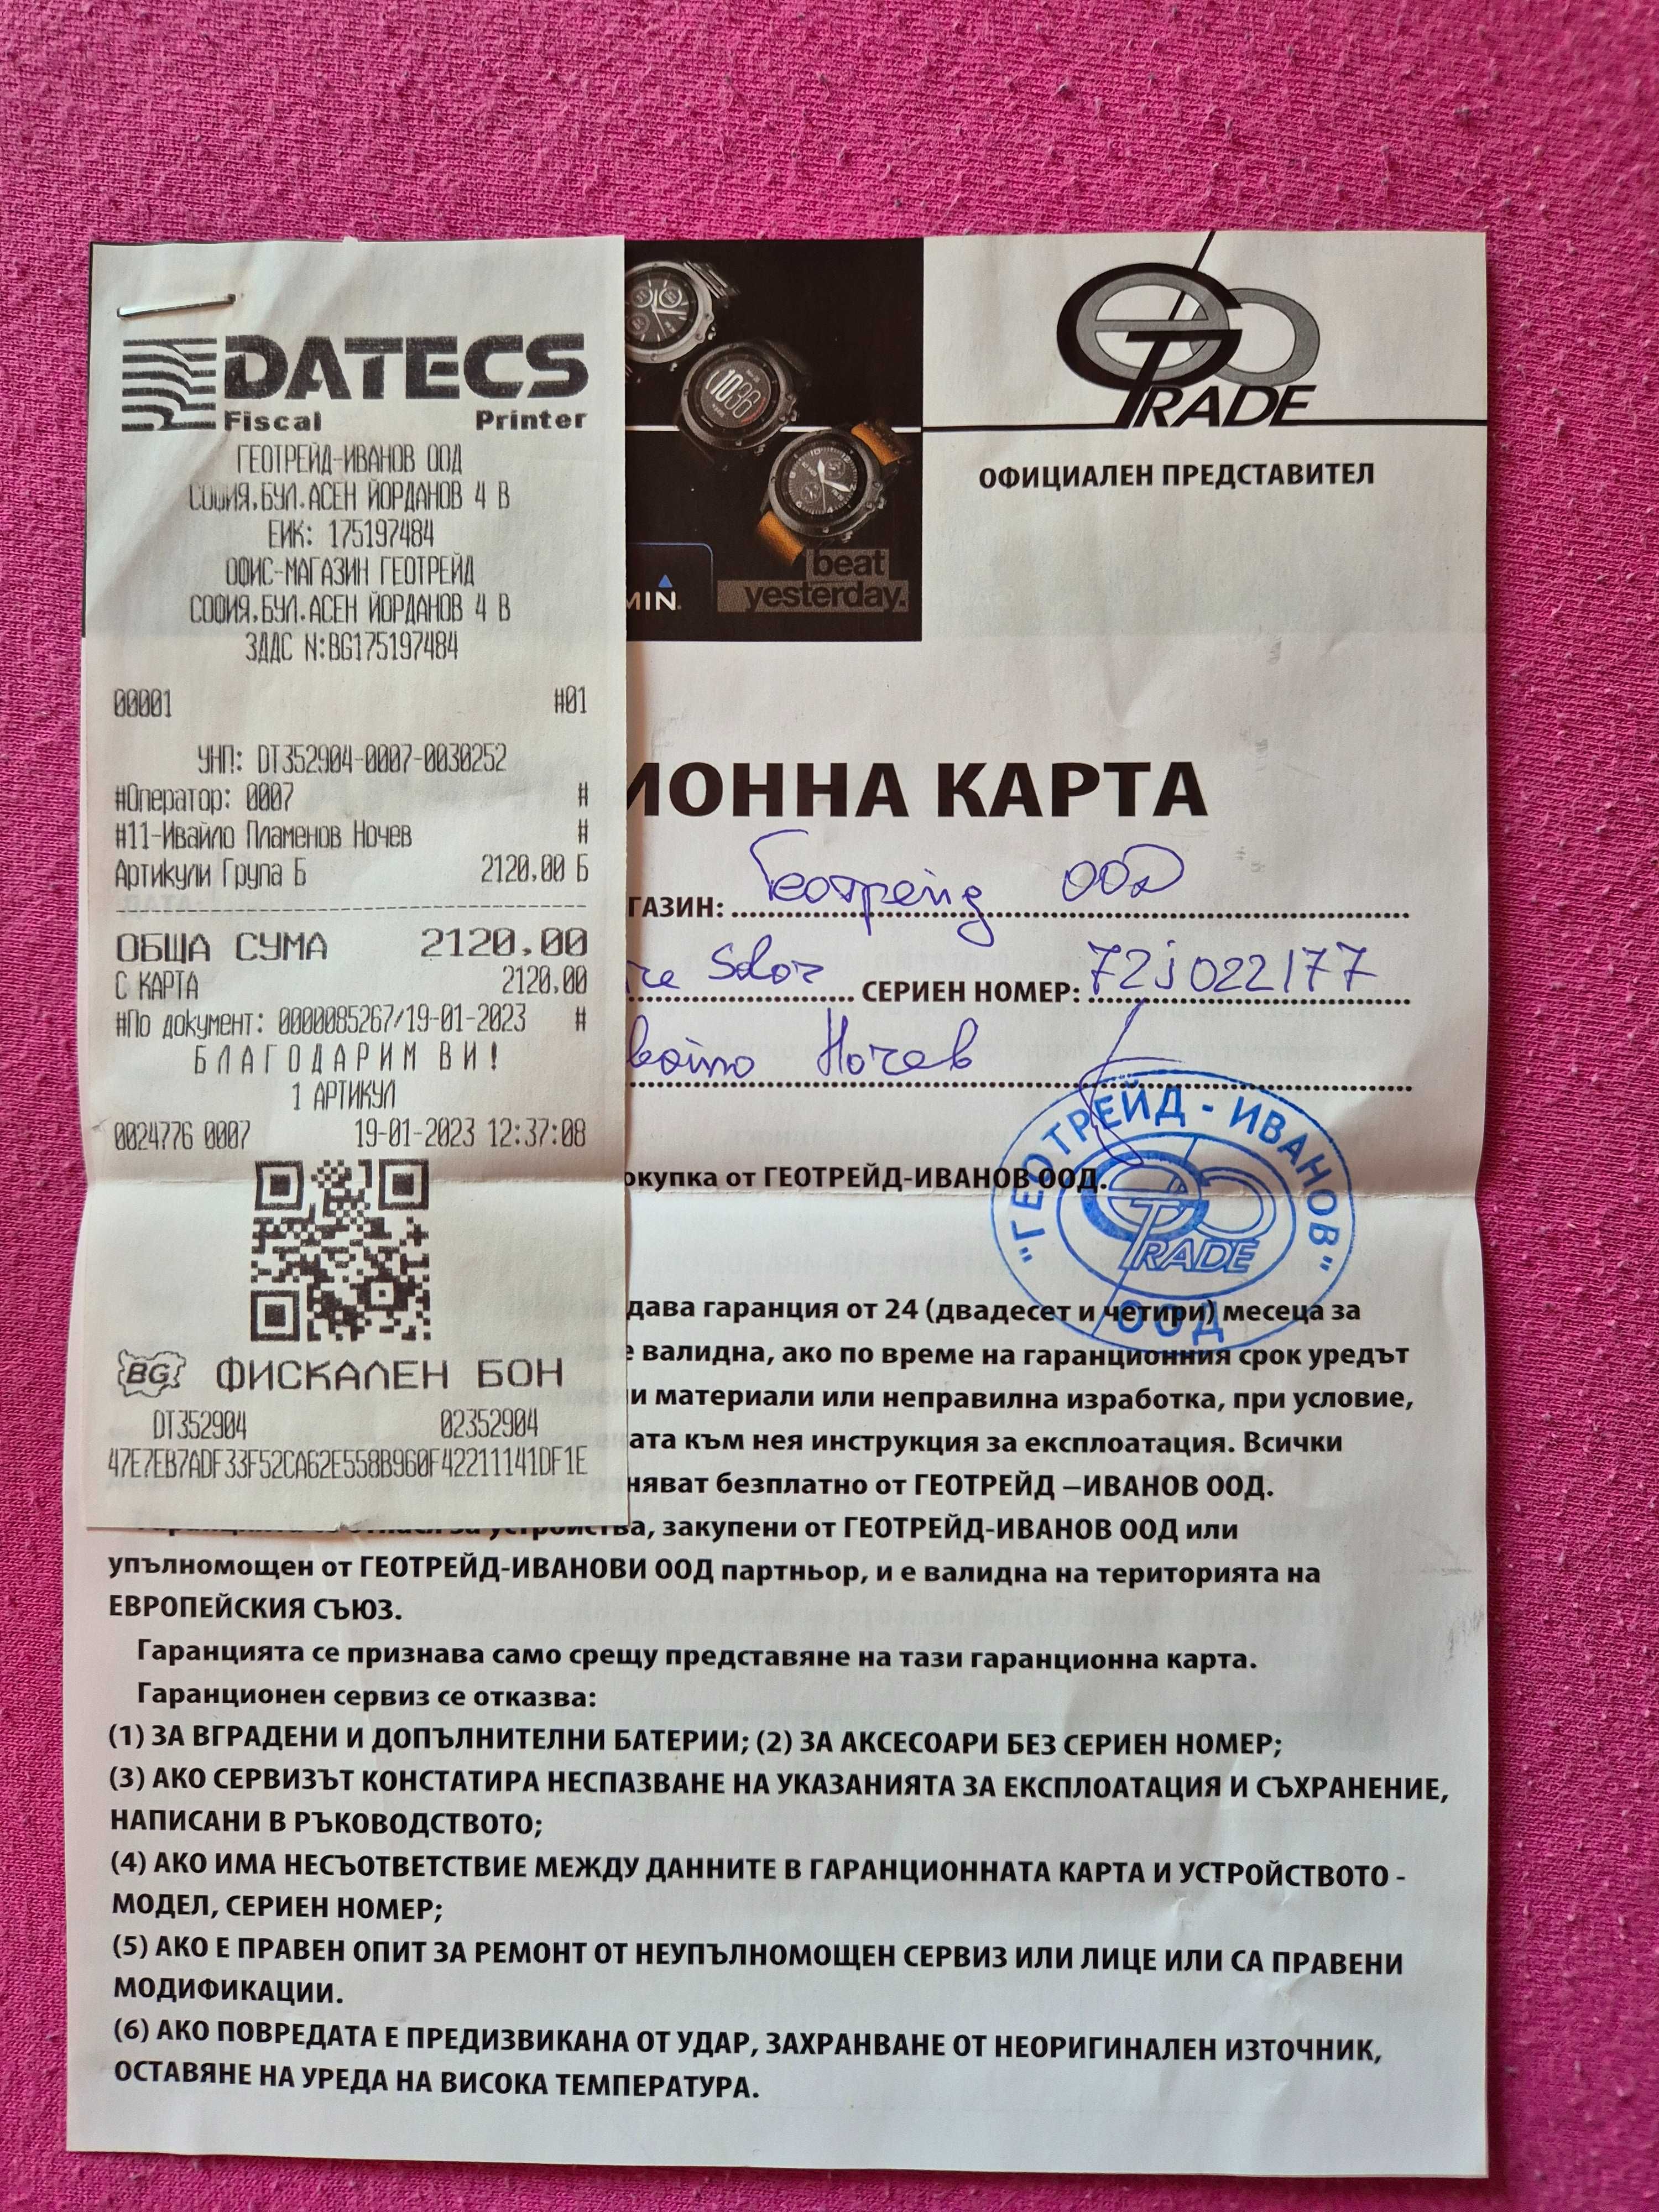 DATECS
Fiscal Printer
ГЕОТРЕЙД-ИВАНОВ ООД
СОФИЯ,БУЛ.АСЕН ЙОРДАНОВ 4 В
ЕИК: 175197484
ОФИС-МАГАЗИН ГЕОТРЕЙД
СОФИЯ,БУЛ.АСЕН ЙОРДАНОВ 4 В
ЗДДС N:BG175197484
00001 #01
УНП: DT352904-0007-0030252
#Оператор: 0007 #
#11-Ивайло Пламенов Ночев #
Артикули Група Б 2120,00 Б
ОБЩА СУМА 2120,00
С КАРТА 2120,00
#По документ: 0000085267/19-01-2023 #
БЛАГОДАРИМ ВИ!
1 АРТИКУЛ
0024776 0007 19-01-2023 12:37:08
BG ФИСКАЛЕН БОН
DT352904 02352904
47E7EB7ADF33F52CA62E558B960F42211141DF1E
10:36
MIN
beat
yesterday.
GEO
TRADE
ОФИЦИАЛЕН ПРЕДСТАВИТЕЛ
ИОННА КАРТА
ГАЗИН: Геотрейд ООД
Solar СЕРИЕН НОМЕР: 72J022177
Ночев
окупка от ГЕОТРЕЙД-ИВАНОВ ООД.
"ГЕОТРЕЙД - ИВАНОВ"
GEO
TRADE
ООД
дава гаранция от 24 (двадесет и четири) месеца за
е валидна, ако по време на гаранционния срок уредът
и материали или неправилна изработка, при условие,
ата към нея инструкция за експлоатация. Всички
няват безплатно от ГЕОТРЕЙД –ИВАНОВ ООД.
устройства, закупени от ГЕОТРЕЙД-ИВАНОВ ООД или
упълномощен от ГЕОТРЕЙД-ИВАНОВИ ООД партньор, и е валидна на територията на
ЕВРОПЕЙСКИЯ СЪЮЗ.
Гаранцията се признава само срещу представяне на тази гаранционна карта.
Гаранционен сервиз се отказва:
(1) ЗА ВГРАДЕНИ И ДОПЪЛНИТЕЛНИ БАТЕРИИ; (2) ЗА АКСЕСОАРИ БЕЗ СЕРИЕН НОМЕР;
(3) АКО СЕРВИЗЪТ КОНСТАТИРА НЕСПАЗВАНЕ НА УКАЗАНИЯТА ЗА ЕКСПЛОАТАЦИЯ И СЪХРАНЕНИЕ,
НАПИСАНИ В РЪКОВОДСТВОТО;
(4) АКО ИМА НЕСЪОТВЕТСТВИЕ МЕЖДУ ДАННИТЕ В ГАРАНЦИОННАТА КАРТА И УСТРОЙСТВОТО -
МОДЕЛ, СЕРИЕН НОМЕР;
(5) АКО Е ПРАВЕН ОПИТ ЗА РЕМОНТ ОТ НЕУПЪЛНОМОЩЕН СЕРВИЗ ИЛИ ЛИЦЕ ИЛИ СА ПРАВЕНИ
МОДИФИКАЦИИ.
(6) АКО ПОВРЕДАТА Е ПРЕДИЗВИКАНА ОТ УДАР, ЗАХРАНВАНЕ ОТ НЕОРИГИНАЛЕН ИЗТОЧНИК,
ОСТАВЯНЕ НА УРЕДА НА ВИСОКА ТЕМПЕРАТУРА.